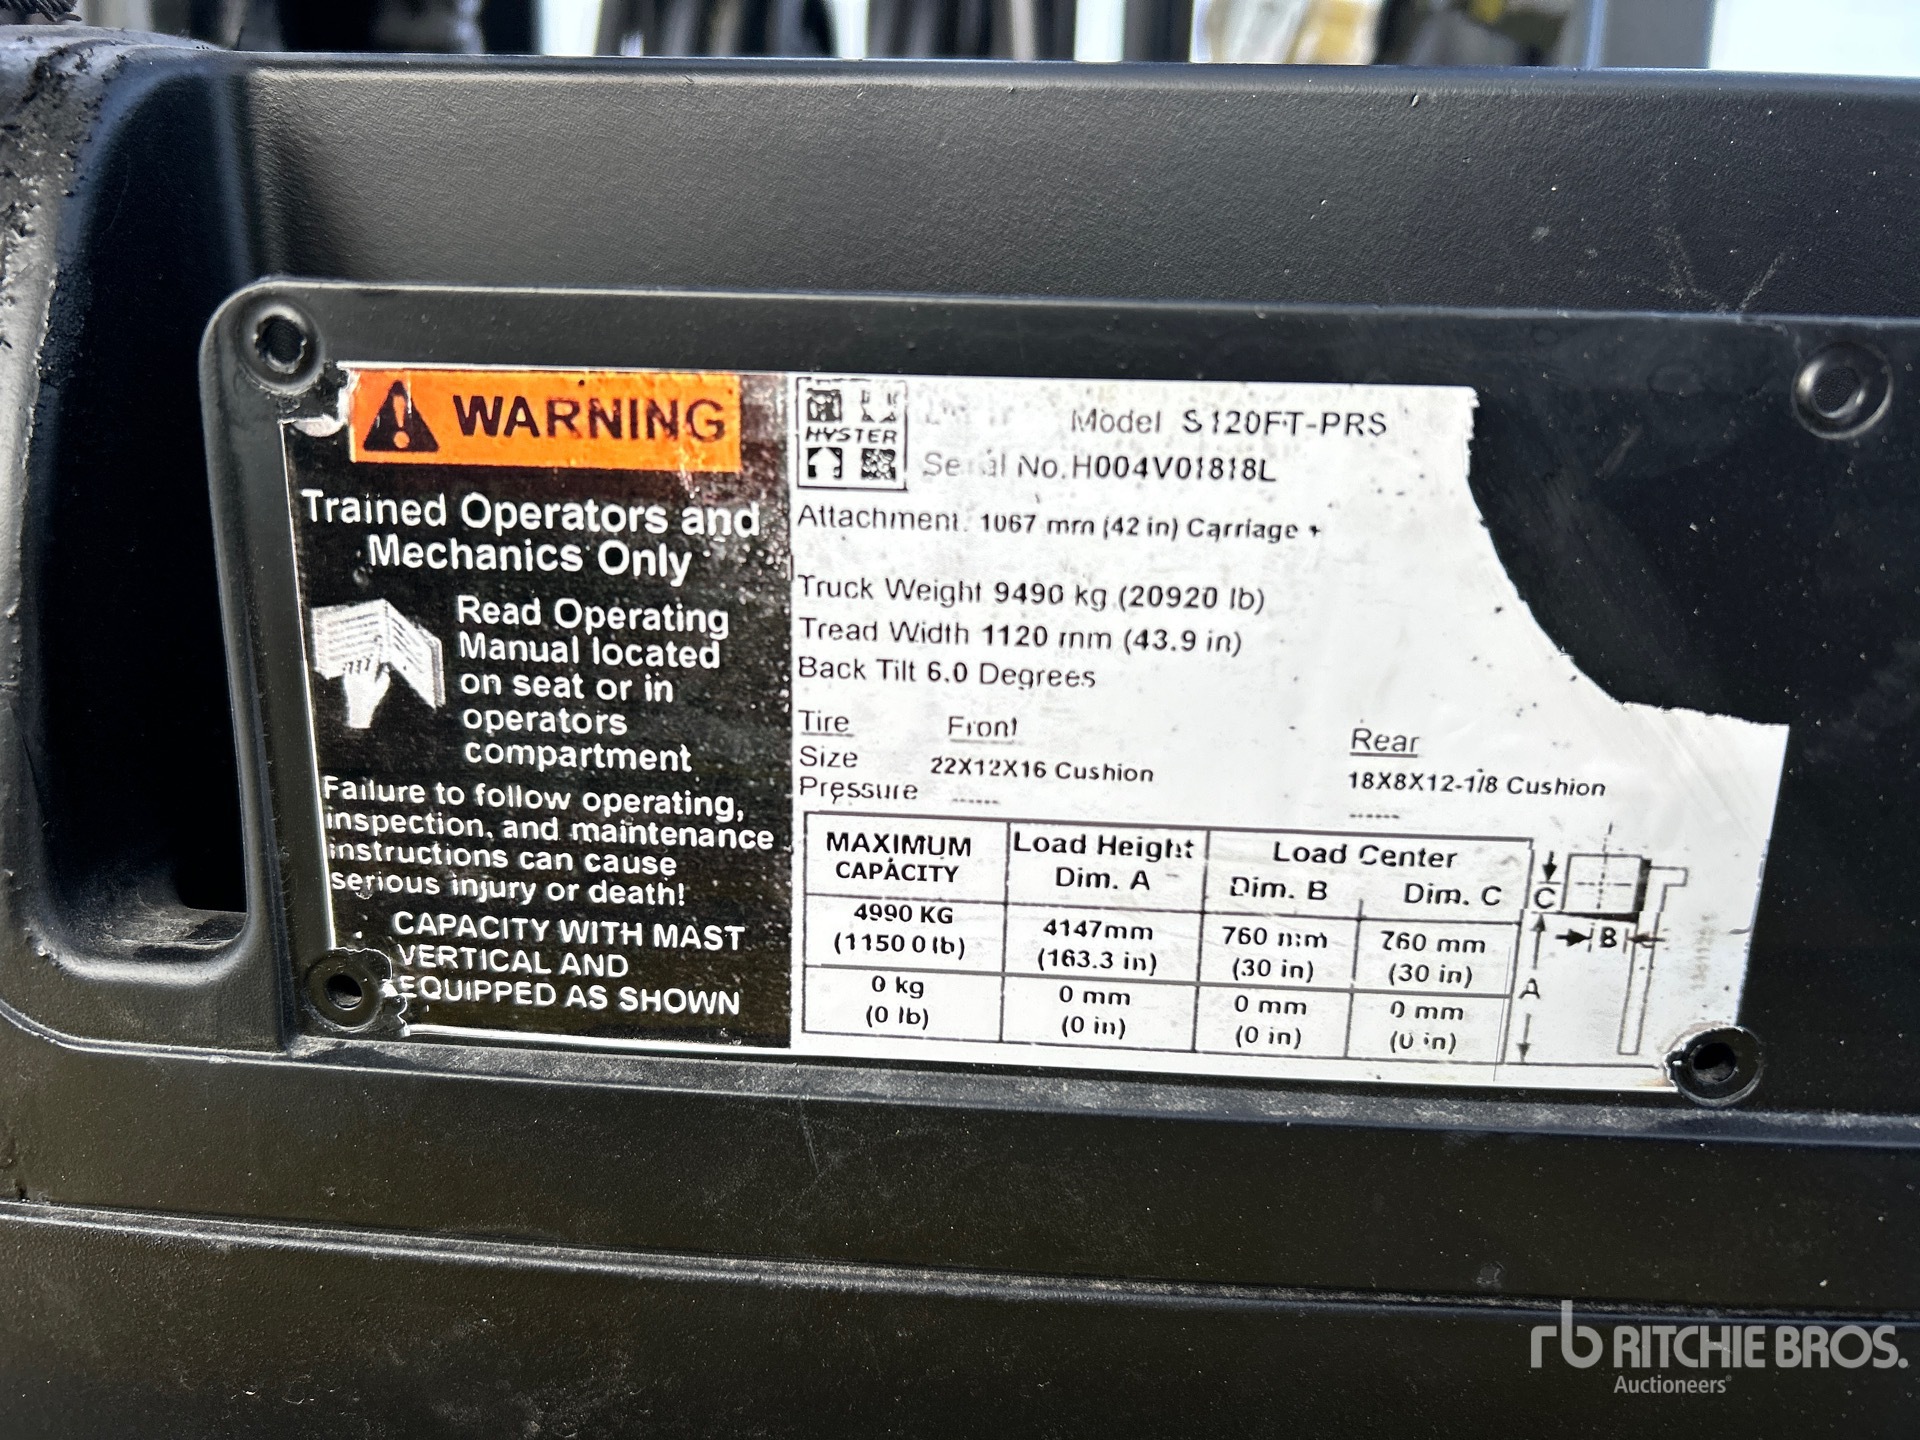 WARNING
Trained Operators and
Mechanics Only
Read Operating
Manual located
on seat or in
operators
compartment
Failure to follow operating,
inspection, and maintenance
instructions can cause
serious injury or death!
CAPACITY WITH MAST
VERTICAL AND
EQUIPPED AS SHOWN
HYSTER
Model S120FT-PRS
Serial No. H004V01818L
Attachment 1067 mm (42 in) Carriage +
Truck Weight 9490 kg (20920 lb)
Tread Width 1120 mm (43.9 in)
Back Tilt 6.0 Degrees
Tire Front Rear
Size 22X12X16 Cushion 18X8X12-1/8 Cushion
Pressure ------ ------
MAXIMUM CAPACITY Load Height Dim. A Load Center Dim. B Dim. C
4990 KG 4147mm 760 mm 760 mm
(11500 lb) (163.3 in) (30 in) (30 in)
0 kg 0 mm 0 mm 0 mm
(0 lb) (0 in) (0 in) (0 in)
C
B
A
rb RITCHIE BROS.
Auctioneers